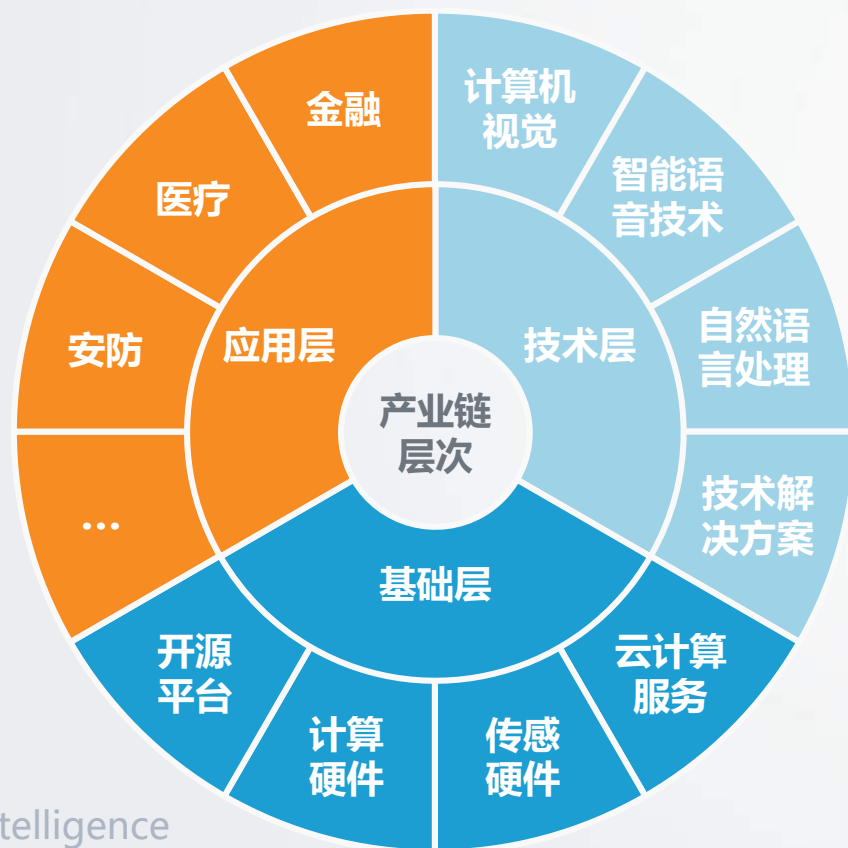 金融
计算机
视觉
医疗
智能语
音技术
安防
应用层
技术层
自然语
言处理
产业链
层次
...
技术解
决方案
基础层
开源
平台
云计算
服务
计算
硬件
传感
硬件
telligence